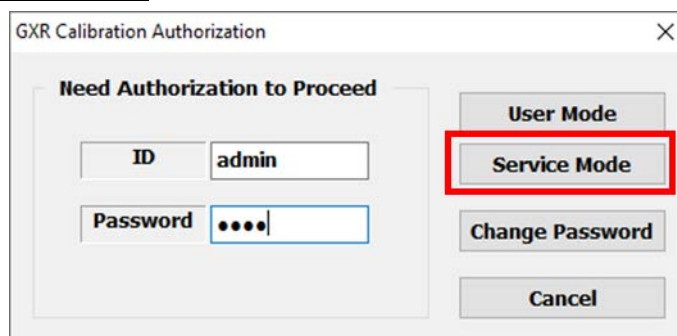 GXR Calibration Authorization
Need Authorization to Proceed
User Mode
ID admin
Service Mode
Password ••••
Change Password
Cancel